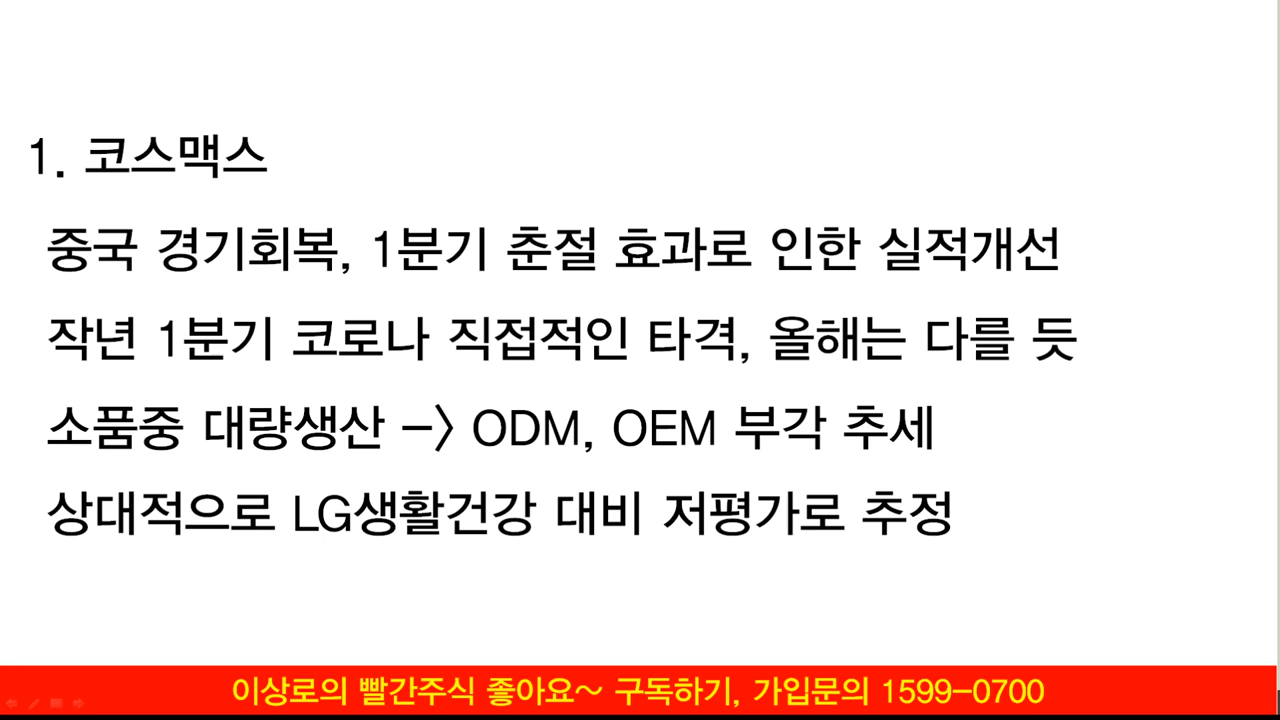 1. 코스맥스
중국 경기회복, 1분기 춘절 효과로 인한 실적개선
작년 1분기 코로나 직접적인 타격, 올해는 다를 듯
소품중 대량생산 -> ODM, OEM 부각 추세
상대적으로 LG생활건강 대비 저평가로 추정
이상로의 빨간주식 좋아요~ 구독하기, 가입문의 1599-0700